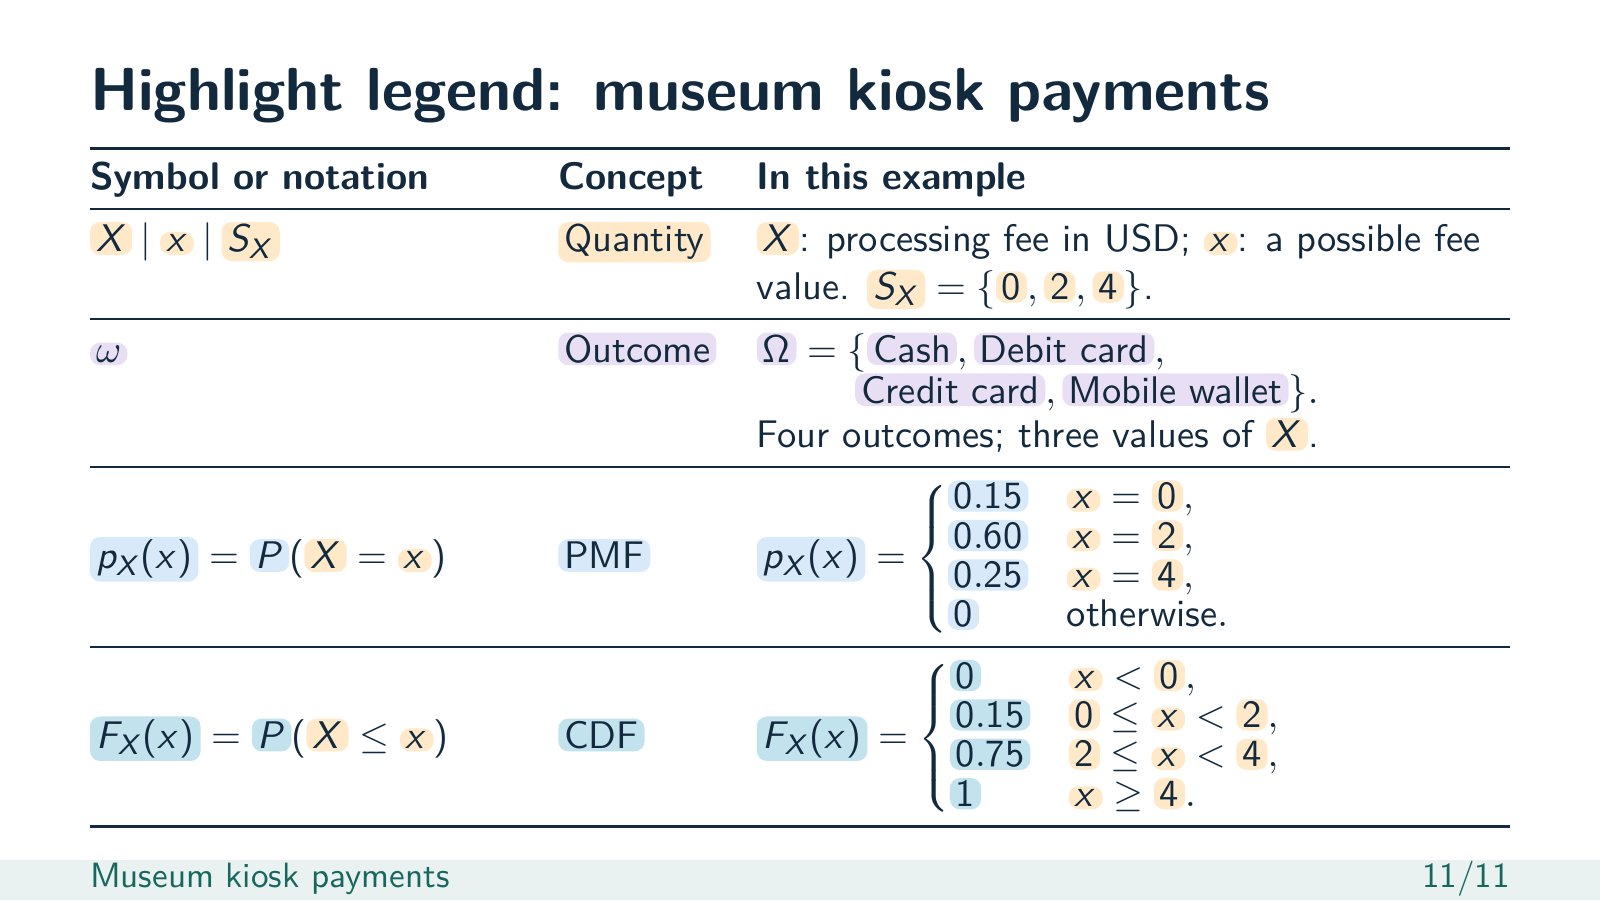 Highlight legend: museum kiosk payments
Symbol or notation Concept In this example
X | x | S_X Quantity X: processing fee in USD; x: a possible fee
value. S_X = {0, 2, 4}.
ω Outcome Ω = {Cash, Debit card,
Credit card, Mobile wallet}.
Four outcomes; three values of X.
p_X(x) = P(X = x) PMF p_X(x) = {
0.15 x = 0,
0.60 x = 2,
0.25 x = 4,
0 otherwise.
F_X(x) = P(X ≤ x) CDF F_X(x) = {
0 x < 0,
0.15 0 ≤ x < 2,
0.75 2 ≤ x < 4,
1 x ≥ 4.
Museum kiosk payments 11/11